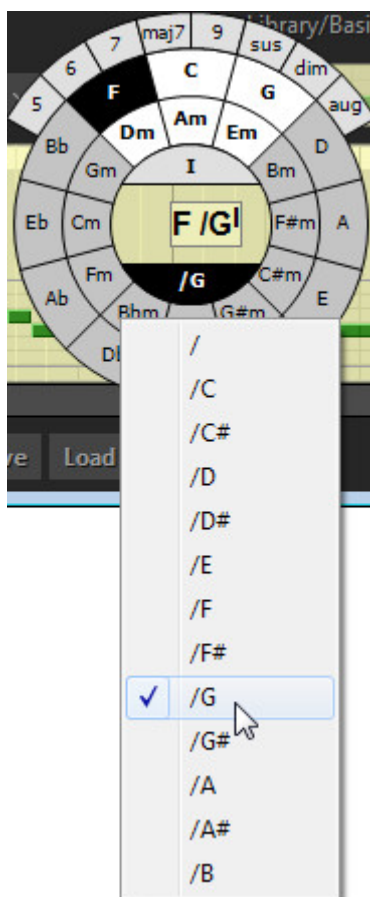 Library/Basi
5 6 7 maj7 9 sus dim aug
Bb F C G D
Gm Dm Am Em Bm
Eb Cm I F#m A
F /G I
Ab Fm /G C#m E
Bbm G#m
/
/C
/C#
Load
/D
/D#
/E
/F
/F#
/G
/G#
/A
/A#
/B